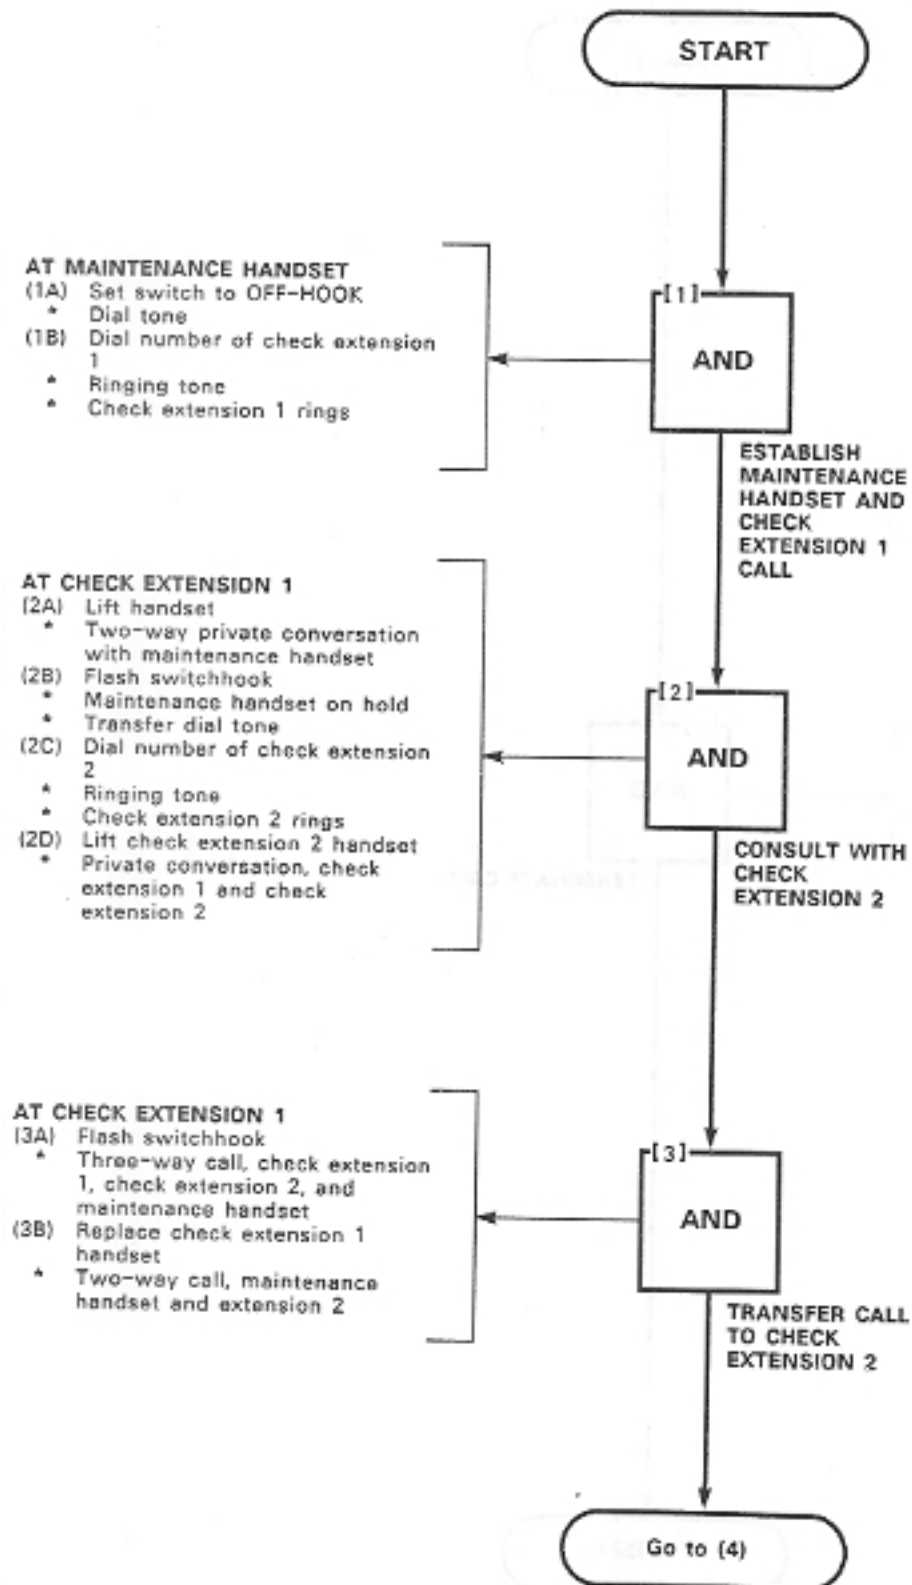 START
AT MAINTENANCE HANDSET
(1A) Set switch to OFF-HOOK
* Dial tone
(1B) Dial number of check extension
1
* Ringing tone
* Check extension 1 rings
[1]
AND
ESTABLISH
MAINTENANCE
HANDSET AND
CHECK
EXTENSION 1
CALL
AT CHECK EXTENSION 1
(2A) Lift handset
* Two-way private conversation
with maintenance handset
(2B) Flash switchhook
* Maintenance handset on hold
* Transfer dial tone
(2C) Dial number of check extension
2
* Ringing tone
* Check extension 2 rings
(2D) Lift check extension 2 handset
* Private conversation, check
extension 1 and check
extension 2
[2]
AND
CONSULT WITH
CHECK
EXTENSION 2
AT CHECK EXTENSION 1
(3A) Flash switchhook
* Three-way call, check extension
1, check extension 2, and
maintenance handset
(3B) Replace check extension 1
handset
* Two-way call, maintenance
handset and extension 2
[3]
AND
TRANSFER CALL
TO CHECK
EXTENSION 2
Go to (4)